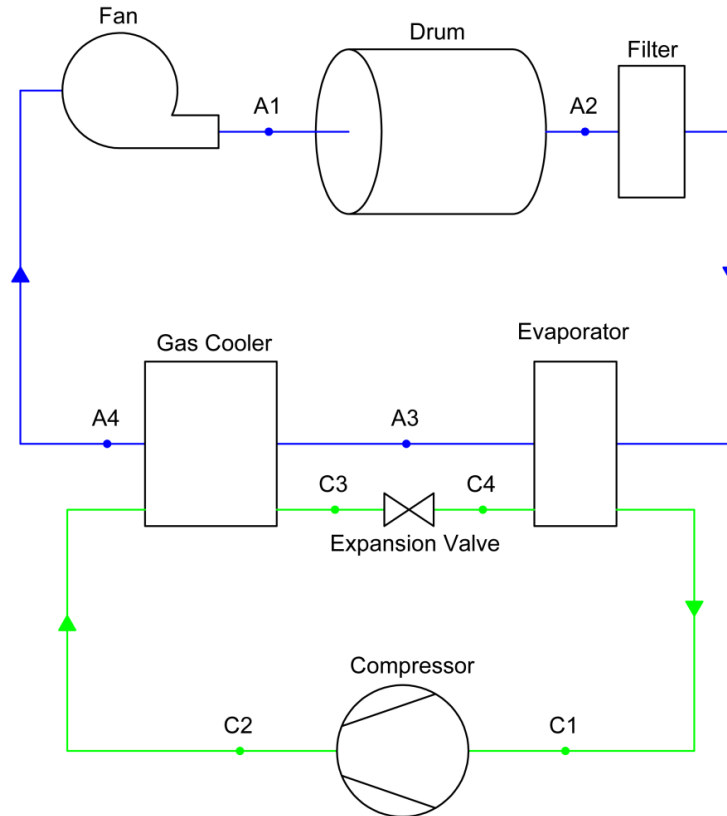 Fan
Drum
Filter
A1
A2
Gas Cooler
Evaporator
A4
A3
C3
C4
Expansion Valve
Compressor
C2
C1